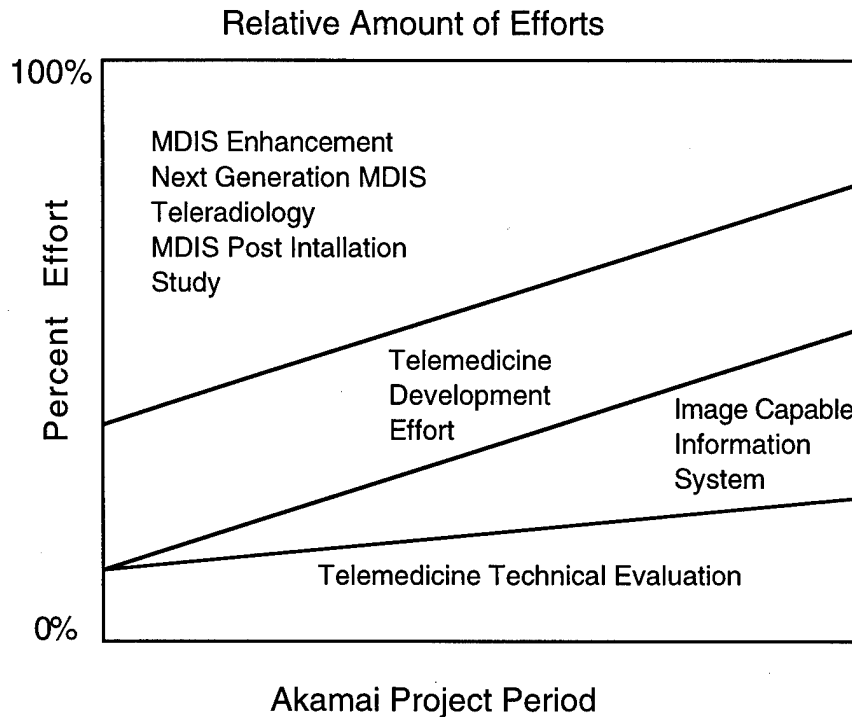 Relative Amount of Efforts
100%
MDIS Enhancement
Next Generation MDIS
Teleradiology
MDIS Post Intallation
Study
Percent Effort
Telemedicine
Development
Effort
Image Capable
Information
System
Telemedicine Technical Evaluation
0%
Akamai Project Period